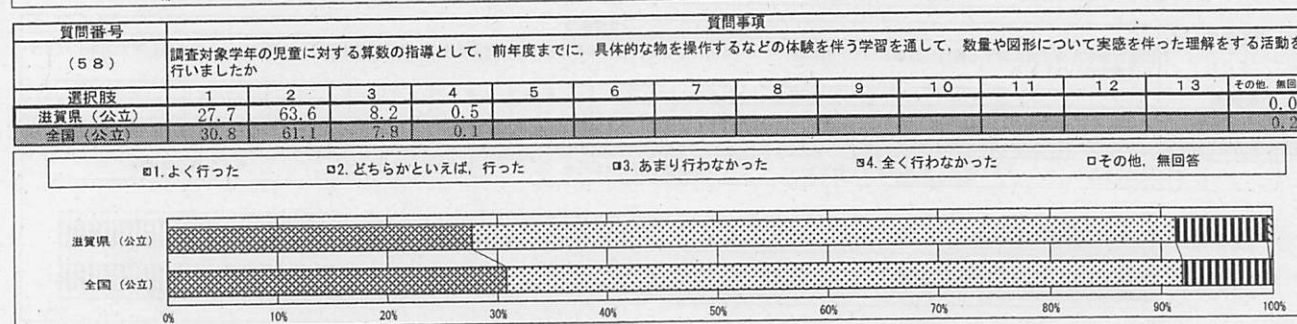 質問番号
質問事項
(58)
調査対象学年の児童に対する算数の指導として，前年度までに，具体的な物を操作するなどの体験を伴う学習を通して，数量や図形について実感を伴った理解をする活動を
行いましたか
選択肢 1 2 3 4 5 6 7 8 9 10 11 12 13 その他，無回
滋賀県（公立） 27.7 63.6 8.2 0.5 0.0
全国（公立） 30.8 61.1 7.8 0.1 0.2
1.よく行った 2.どちらかといえば，行った 3.あまり行わなかった 4.全く行わなかった その他，無回答
滋賀県（公立）
全国（公立）
0% 10% 20% 30% 40% 50% 60% 70% 80% 90% 100%